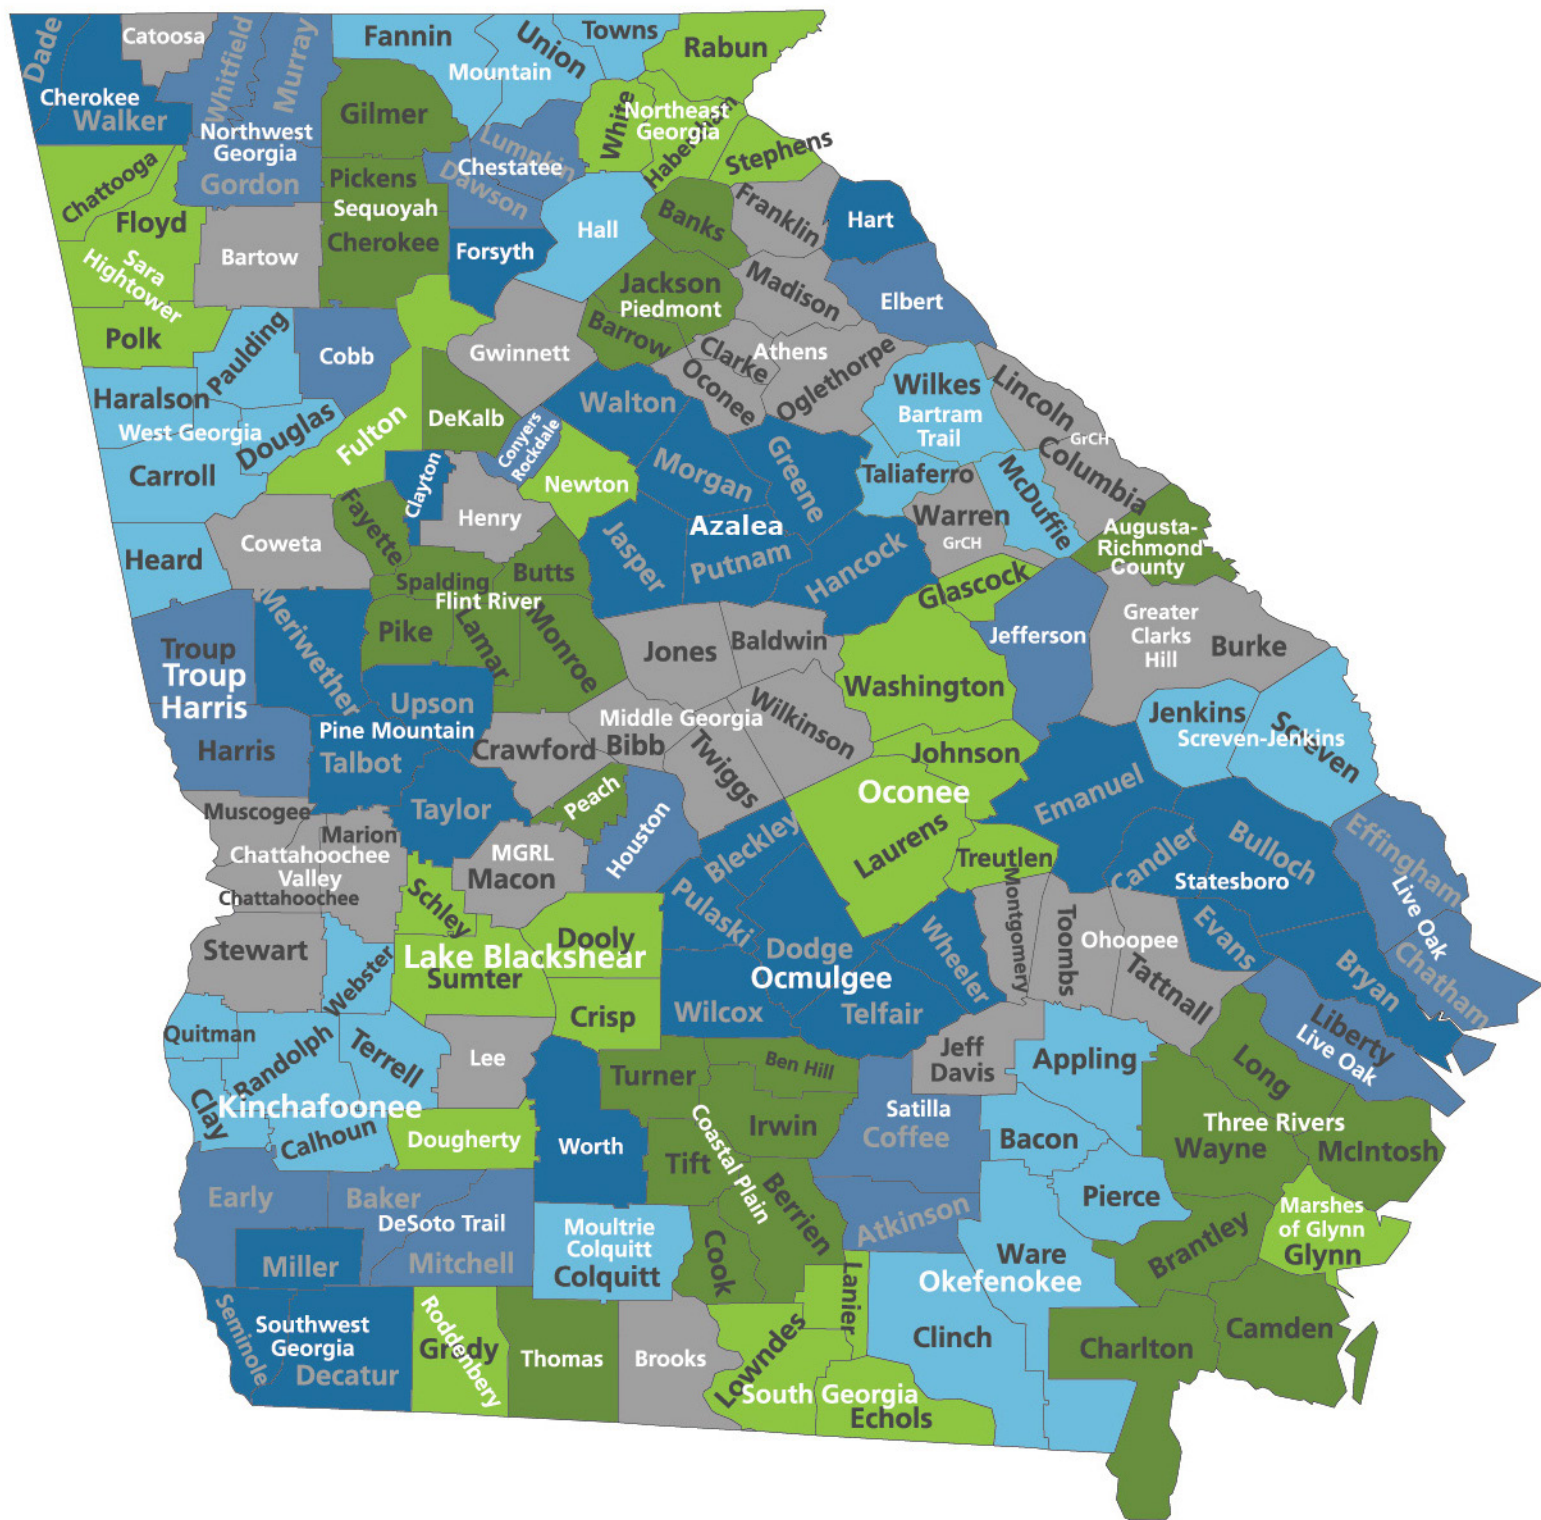 Dade
Catoosa
Whitfield
Murray
Fannin
Union
Towns
Rabun
Mountain
Cherokee
Walker
Northwest
Georgia
Gordon
Gilmer
Lumpkin
Chestatee
Dawson
White
Northeast
Georgia
Habersham
Stephens
Chattooga
Floyd
Sara
Hightower
Polk
Bartow
Pickens
Sequoyah
Cherokee
Forsyth
Hall
Banks
Franklin
Hart
Jackson
Piedmont
Barrow
Madison
Elbert
Paulding
Cobb
Gwinnett
Clarke
Athens
Oconee
Oglethorpe
Wilkes
Bartram
Trail
Lincoln
GrCH
Columbia
Haralson
West Georgia
Douglas
Carroll
Fulton
DeKalb
Conyers
Rockdale
Walton
Morgan
Greene
Taliaferro
McDuffie
Clayton
Newton
Henry
Fayette
Coweta
Heard
Azalea
Jasper
Putnam
Hancock
Warren
GrCH
Augusta-
Richmond
County
Glascock
Spalding
Butts
Flint River
Pike
Lamar
Monroe
Troup
Troup
Harris
Harris
Meriwether
Upson
Pine Mountain
Talbot
Taylor
Jones
Baldwin
Washington
Jefferson
Greater
Clarks
Hill
Burke
Middle Georgia
Crawford
Bibb
Twiggs
Wilkinson
Johnson
Oconee
Laurens
Treutlen
Jenkins
Screven-Jenkins
Screven
Emanuel
Peach
Houston
Muscogee
Marion
Chattahoochee
Valley
Chattahoochee
MGRL
Macon
Bleckley
Pulaski
Candler
Bulloch
Statesboro
Evans
Bryan
Effingham
Live Oak
Chatham
Schley
Dooly
Lake Blackshear
Sumter
Crisp
Stewart
Webster
Dodge
Ocmulgee
Wilcox
Telfair
Wheeler
Montgomery
Toombs
Ohoopee
Tattnall
Liberty
Live Oak
Quitman
Randolph
Terrell
Clay
Kinchafoonee
Calhoun
Lee
Dougherty
Worth
Turner
Ben Hill
Irwin
Coastal Plain
Tift
Berrien
Cook
Jeff
Davis
Appling
Satilla
Coffee
Bacon
Long
Three Rivers
Wayne
McIntosh
Early
Baker
DeSoto Trail
Mitchell
Miller
Moultrie
Colquitt
Colquitt
Atkinson
Pierce
Ware
Okefenokee
Clinch
Brantley
Marshes
of Glynn
Glynn
Seminole
Southwest
Georgia
Decatur
Roddenbery
Grady
Thomas
Brooks
Lanier
Lowndes
South Georgia
Echols
Charlton
Camden